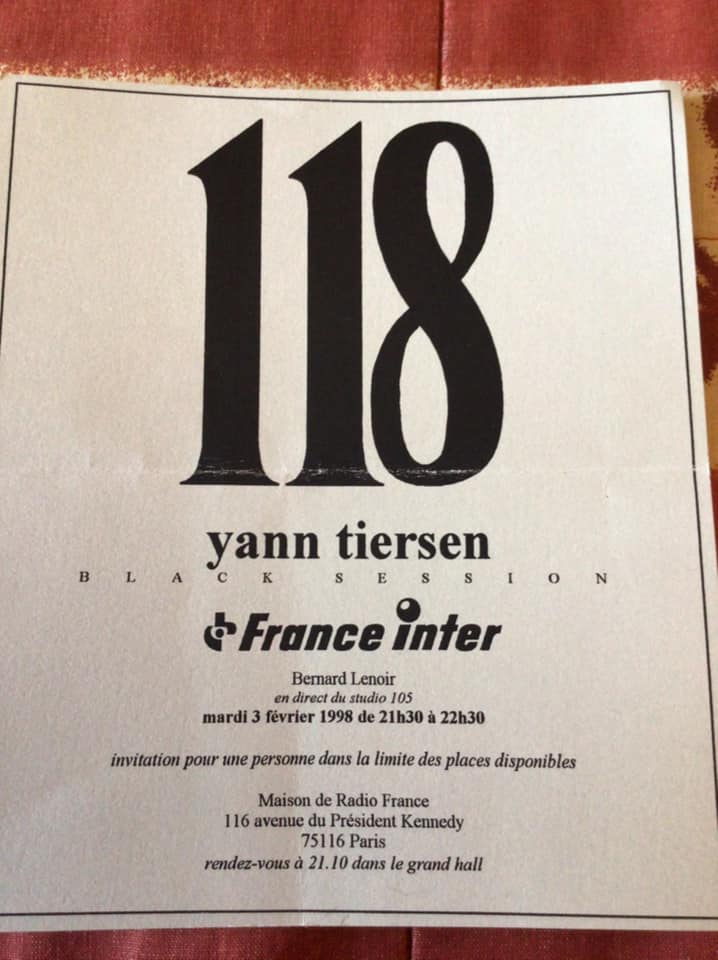 118
yann tiersen
BLACK SESSION
France inter
Bernard Lenoir
en direct du studio 105
mardi 3 février 1998 de 21h30 à 22h30
invitation pour une personne dans la limite des places disponibles
Maison de Radio France
116 avenue du Président Kennedy
75116 Paris
rendez-vous à 21.10 dans le grand hall